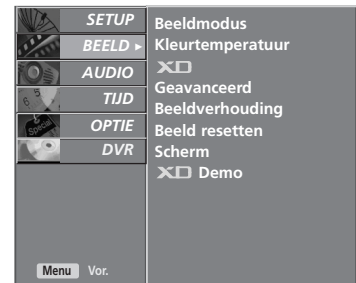 SETUP
BEELD ▸
AUDIO
TIJD
OPTIE
DVR
Beeldmodus
Kleurtemperatuur
XD
Geavanceerd
Beeldverhouding
Beeld resetten
Scherm
XD Demo
Menu Vor.